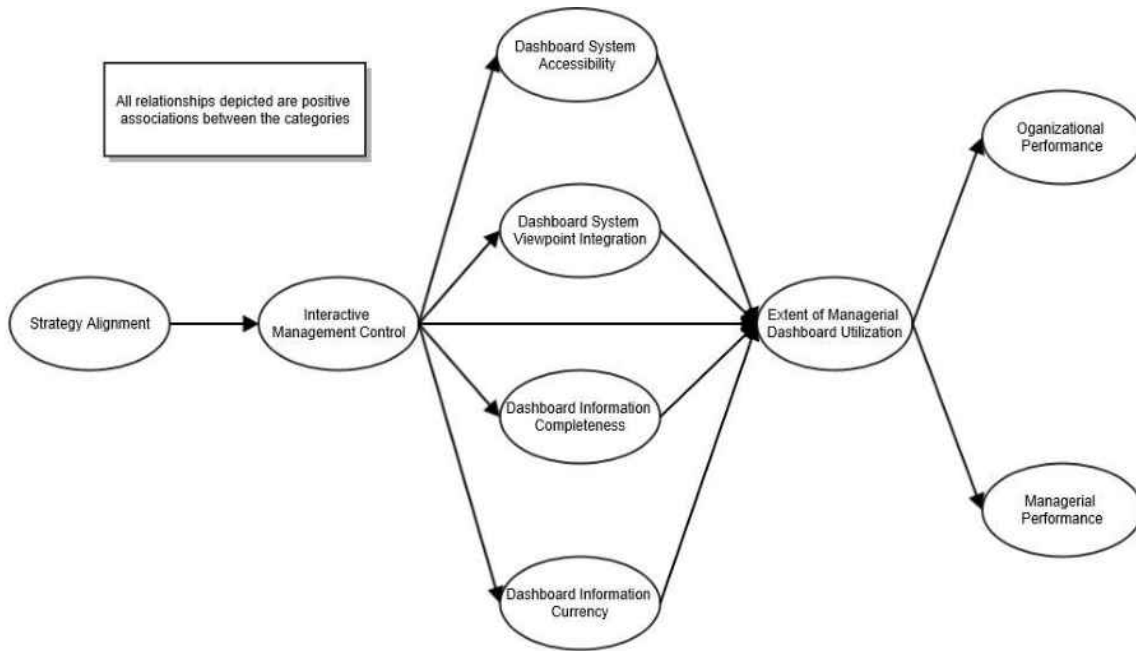 Dashboard System
Accessibility
All relationships depicted are positive
associations between the categories
Oganizational
Performance
Dashboard System
Viewpoint Integration
Strategy Alignment
Interactive
Management Control
Extent of Managerial
Dashboard Utilization
Dashboard Information
Completeness
Managerial
Performance
Dashboard Information
Currency